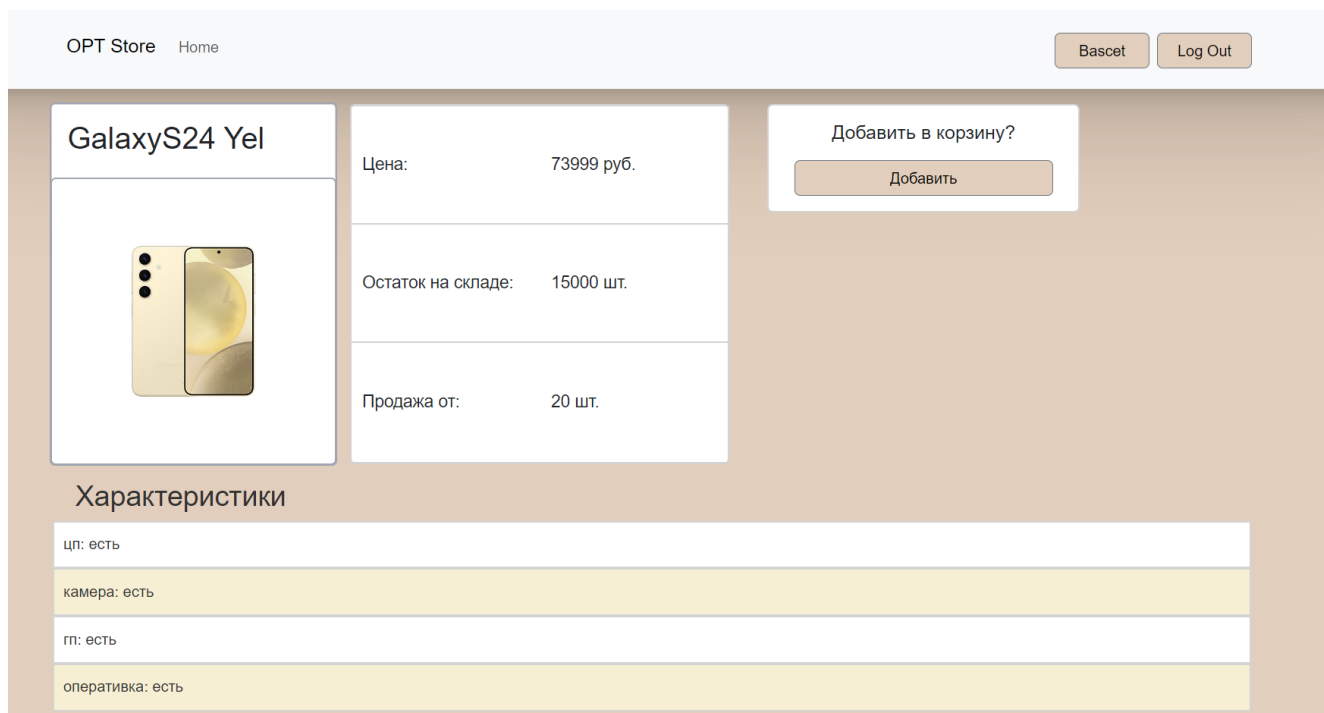 OPT Store Home Bascet Log Out
GalaxyS24 Yel
Цена: 73999 руб.
Остаток на складе: 15000 шт.
Продажа от: 20 шт.
Добавить в корзину?
Добавить
Характеристики
цп: есть
камера: есть
гп: есть
оперативка: есть